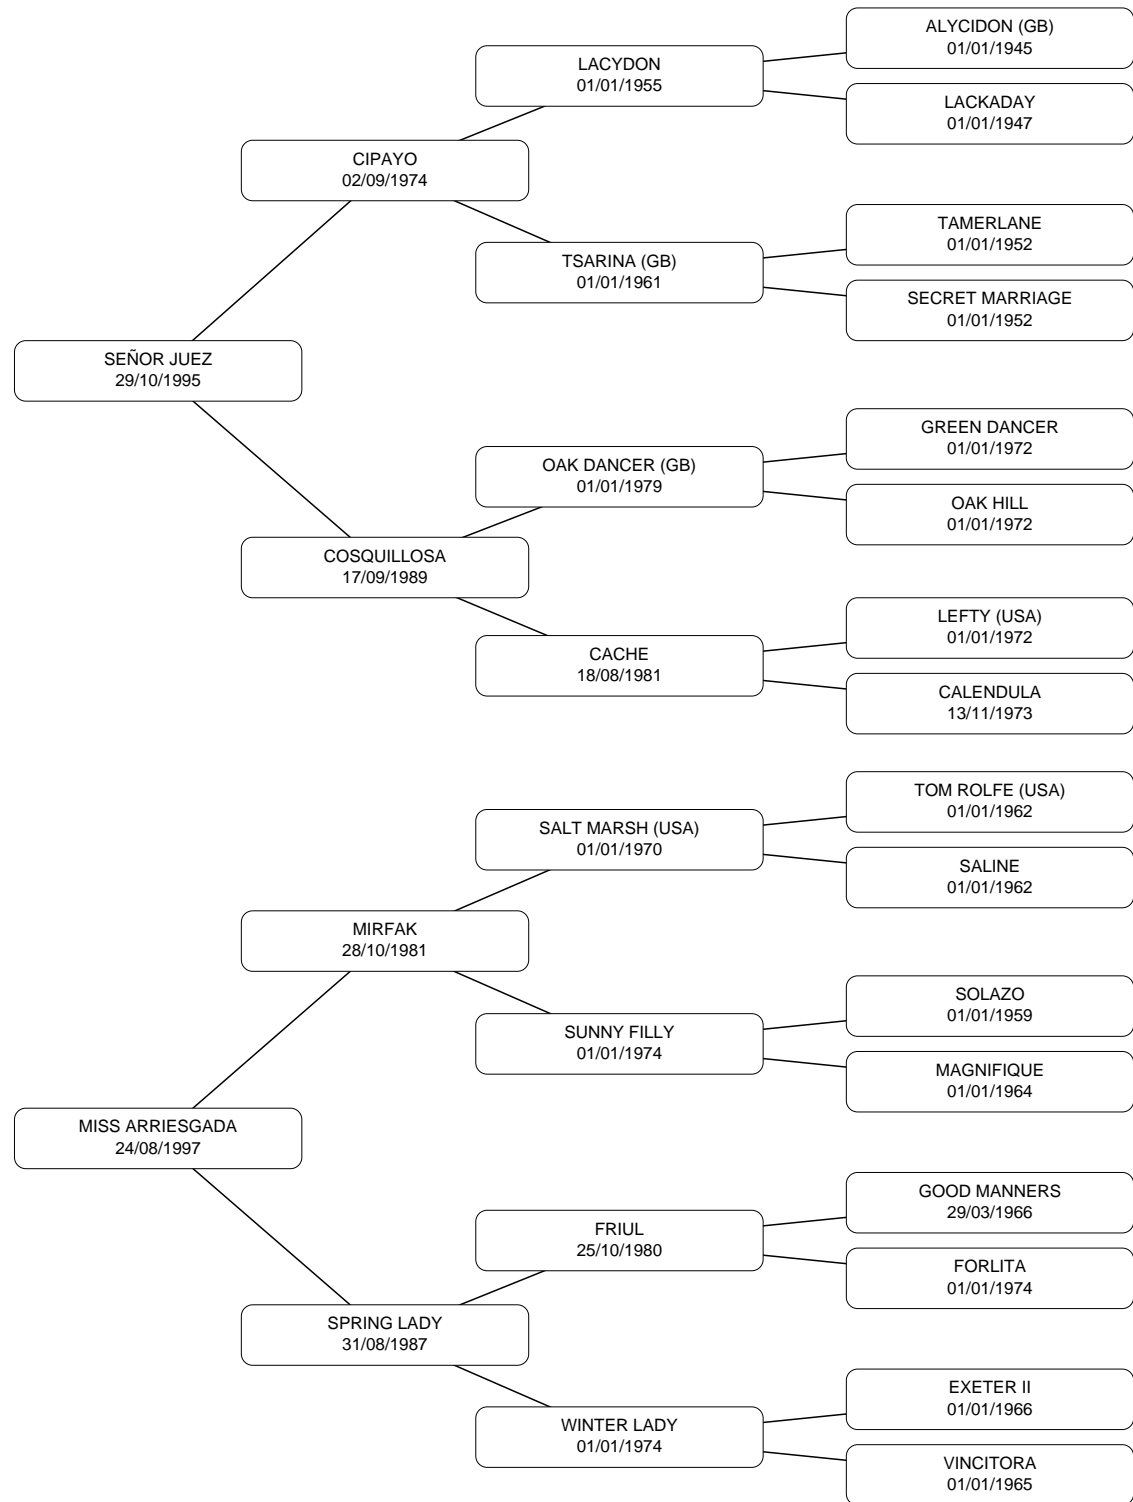 ALYCIDON (GB)
01/01/1945
LACYDON
01/01/1955
LACKADAY
01/01/1947
CIPAYO
02/09/1974
TAMERLANE
01/01/1952
TSARINA (GB)
01/01/1961
SECRET MARRIAGE
01/01/1952
SEÑOR JUEZ
29/10/1995
GREEN DANCER
01/01/1972
OAK DANCER (GB)
01/01/1979
OAK HILL
01/01/1972
COSQUILLOSA
17/09/1989
LEFTY (USA)
01/01/1972
CACHE
18/08/1981
CALENDULA
13/11/1973
TOM ROLFE (USA)
01/01/1962
SALT MARSH (USA)
01/01/1970
SALINE
01/01/1962
MIRFAK
28/10/1981
SOLAZO
01/01/1959
SUNNY FILLY
01/01/1974
MAGNIFIQUE
01/01/1964
MISS ARRIESGADA
24/08/1997
GOOD MANNERS
29/03/1966
FRIUL
25/10/1980
FORLITA
01/01/1974
SPRING LADY
31/08/1987
EXETER II
01/01/1966
WINTER LADY
01/01/1974
VINCITORA
01/01/1965